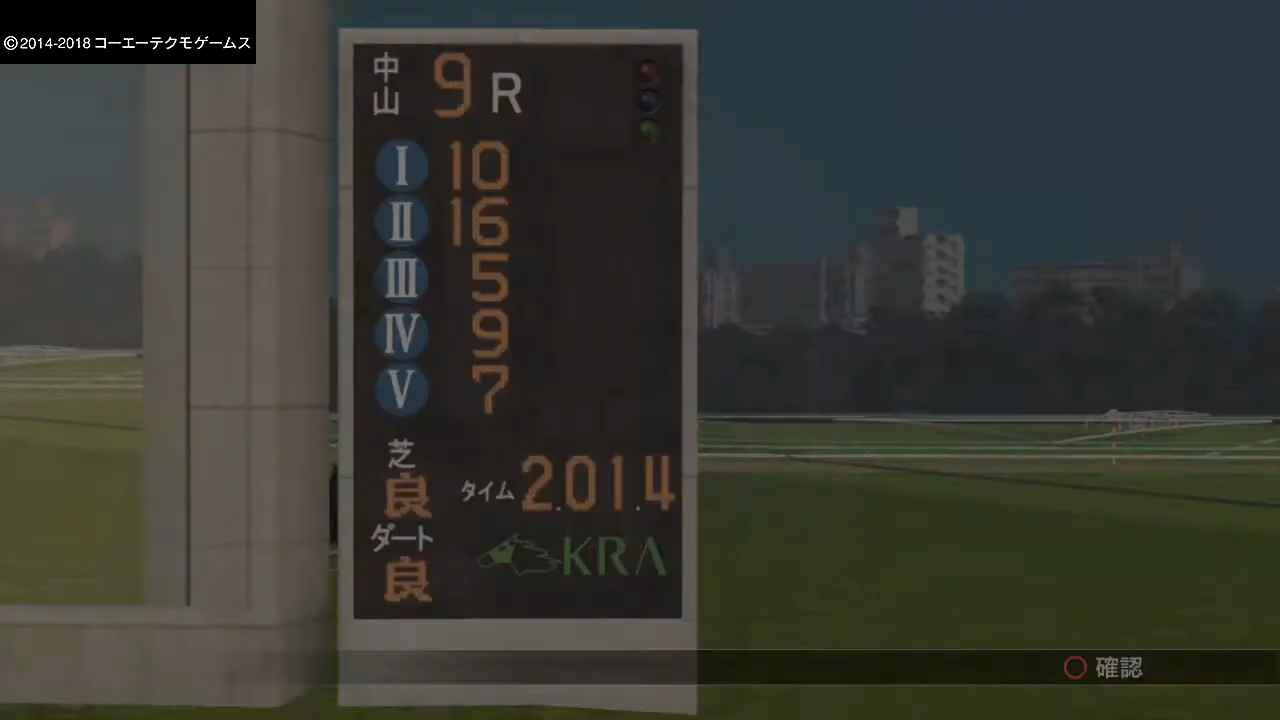 ©2014-2018 コーエーテクモゲームス
中山 9 R
Ⅰ 10
Ⅱ 16
Ⅲ 5
Ⅳ 9
Ⅴ 7
芝
良 タイム 2.01.4
ダート
良 KRA
確認